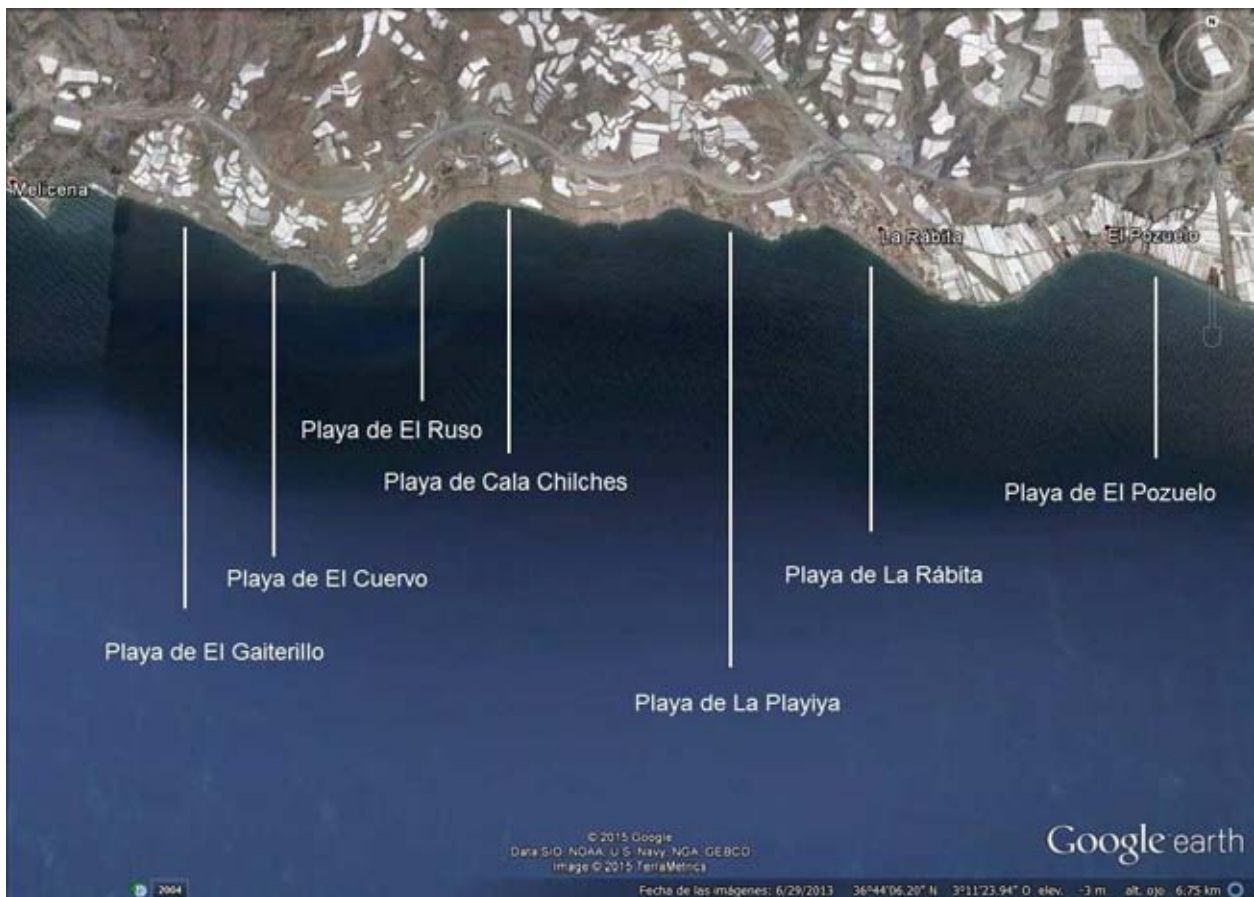 N
Melicena
La Rábita
El Pozuelo
Playa de El Ruso
Playa de Cala Chilches
Playa de El Pozuelo
Playa de El Cuervo
Playa de La Rábita
Playa de El Gaiterillo
Playa de La Playiya
© 2015 Google
Data SIO, NOAA, U.S. Navy, NGA, GEBCO
Image © 2015 TerraMetrics
Google earth
2004
Fecha de las imágenes: 6/29/2013 36°44'06.20" N 3°11'23.94" O elev. -3 m alt. ojo 6.75 km